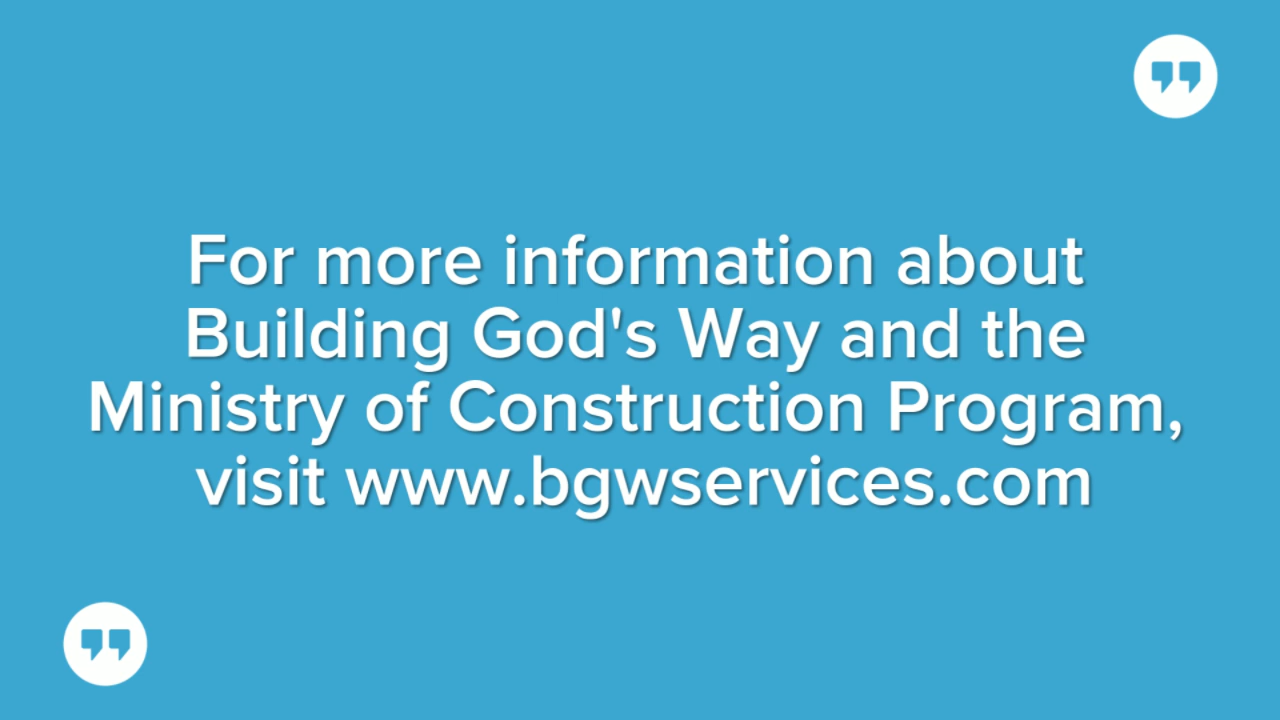 For more information about
Building God's Way and the
Ministry of Construction Program,
visit www.bgwservices.com